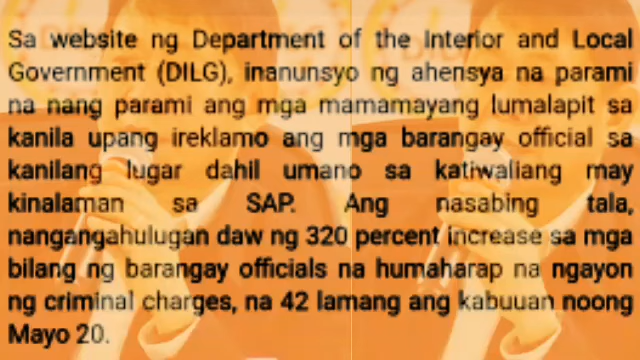 Sa website ng Department of the Interior and Local
Government (DILG), inanunsyo ng ahensya na parami
na nang parami ang mga mamamayang lumalapit sa
kanila upang ireklamo ang mga barangay official sa
kanilang lugar dahil umano sa katiwaliang may
kinalaman sa SAP. Ang nasabing tala,
nangangahulugan daw ng 320 percent increase sa mga
bilang ng barangay officials na humaharap na ngayon
ng criminal charges, na 42 lamang ang kabuuan noong
Mayo 20.